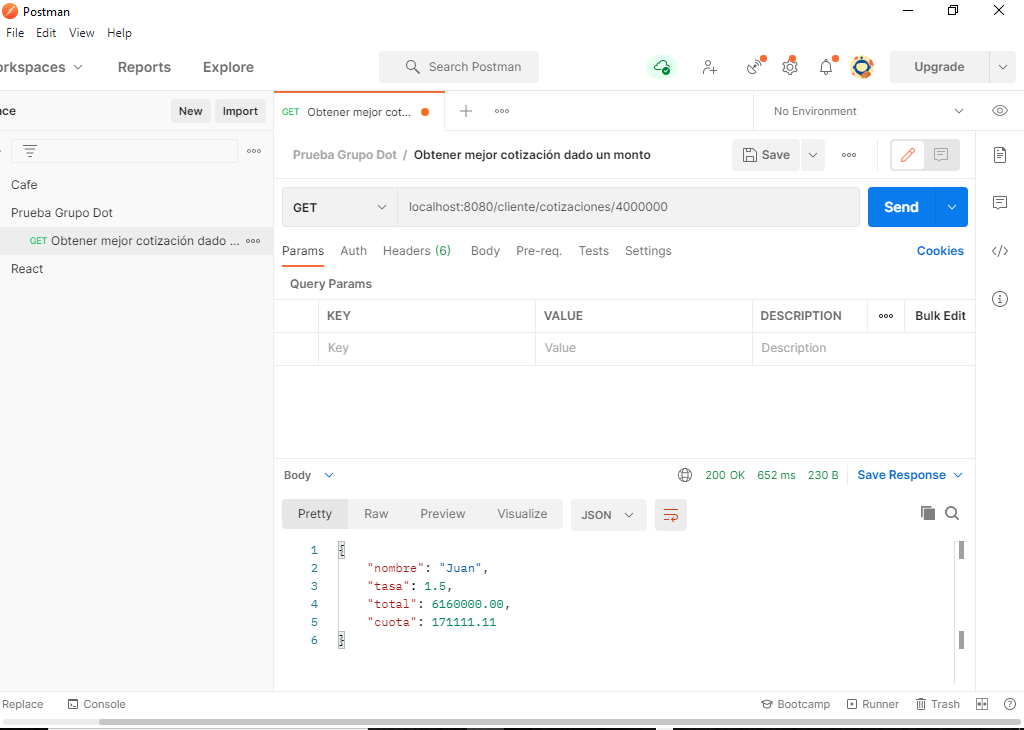 Postman
File Edit View Help
orkspaces Reports Explore Search Postman Upgrade
ce New Import
GET Obtener mejor cot... No Environment
Prueba Grupo Dot / Obtener mejor cotización dado un monto Save
Cafe
Prueba Grupo Dot
GET Obtener mejor cotización dado ...
React
GET localhost:8080/cliente/cotizaciones/4000000 Send
Params Auth Headers (6) Body Pre-req. Tests Settings Cookies
Query Params
KEY VALUE DESCRIPTION Bulk Edit
Key Value Description
Body 200 OK 652 ms 230 B Save Response
Pretty Raw Preview Visualize JSON
1 {
2 "nombre": "Juan",
3 "tasa": 1.5,
4 "total": 6160000.00,
5 "cuota": 171111.11
6 }
Replace Console Bootcamp Runner Trash